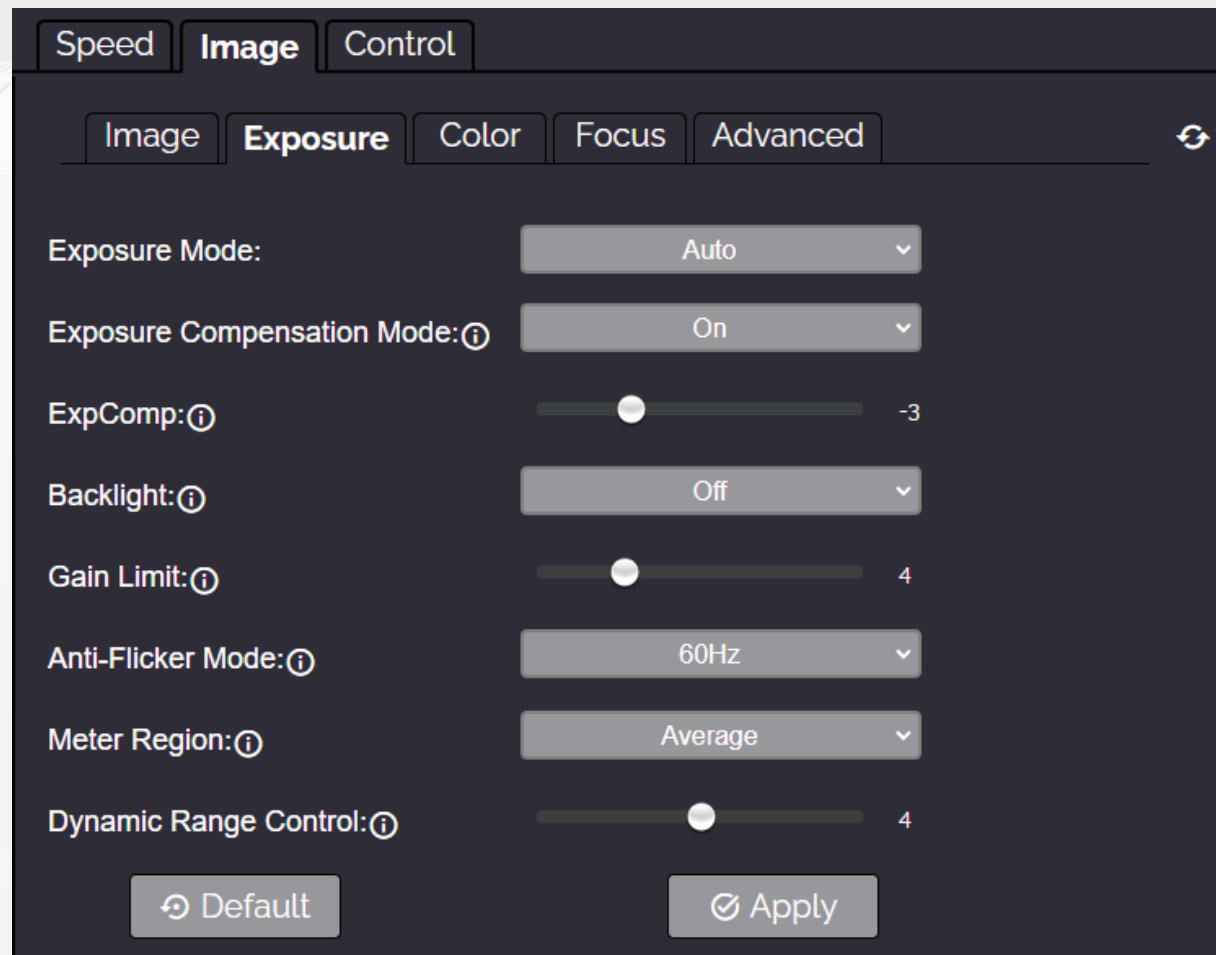 Speed Image Control
Image Exposure Color Focus Advanced
Exposure Mode: Auto
Exposure Compensation Mode: On
ExpComp: -3
Backlight: Off
Gain Limit: 4
Anti-Flicker Mode: 60Hz
Meter Region: Average
Dynamic Range Control: 4
Default Apply